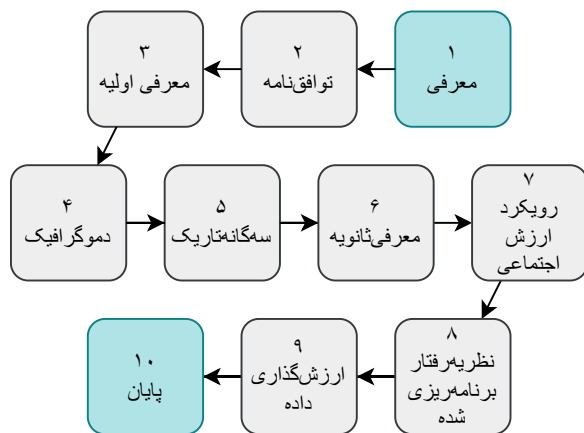 ۱
معرفی
۲
توافق‌نامه
۳
معرفی اولیه
۴
دموگرافیک
۵
سه‌گانه‌تاریک
۶
معرفی‌ثانویه
۷
رویکرد
ارزش
اجتماعی
۸
نظریه‌رفتار
برنامه‌ریزی
شده
۹
ارزش‌گذاری
داده
۱۰
پایان